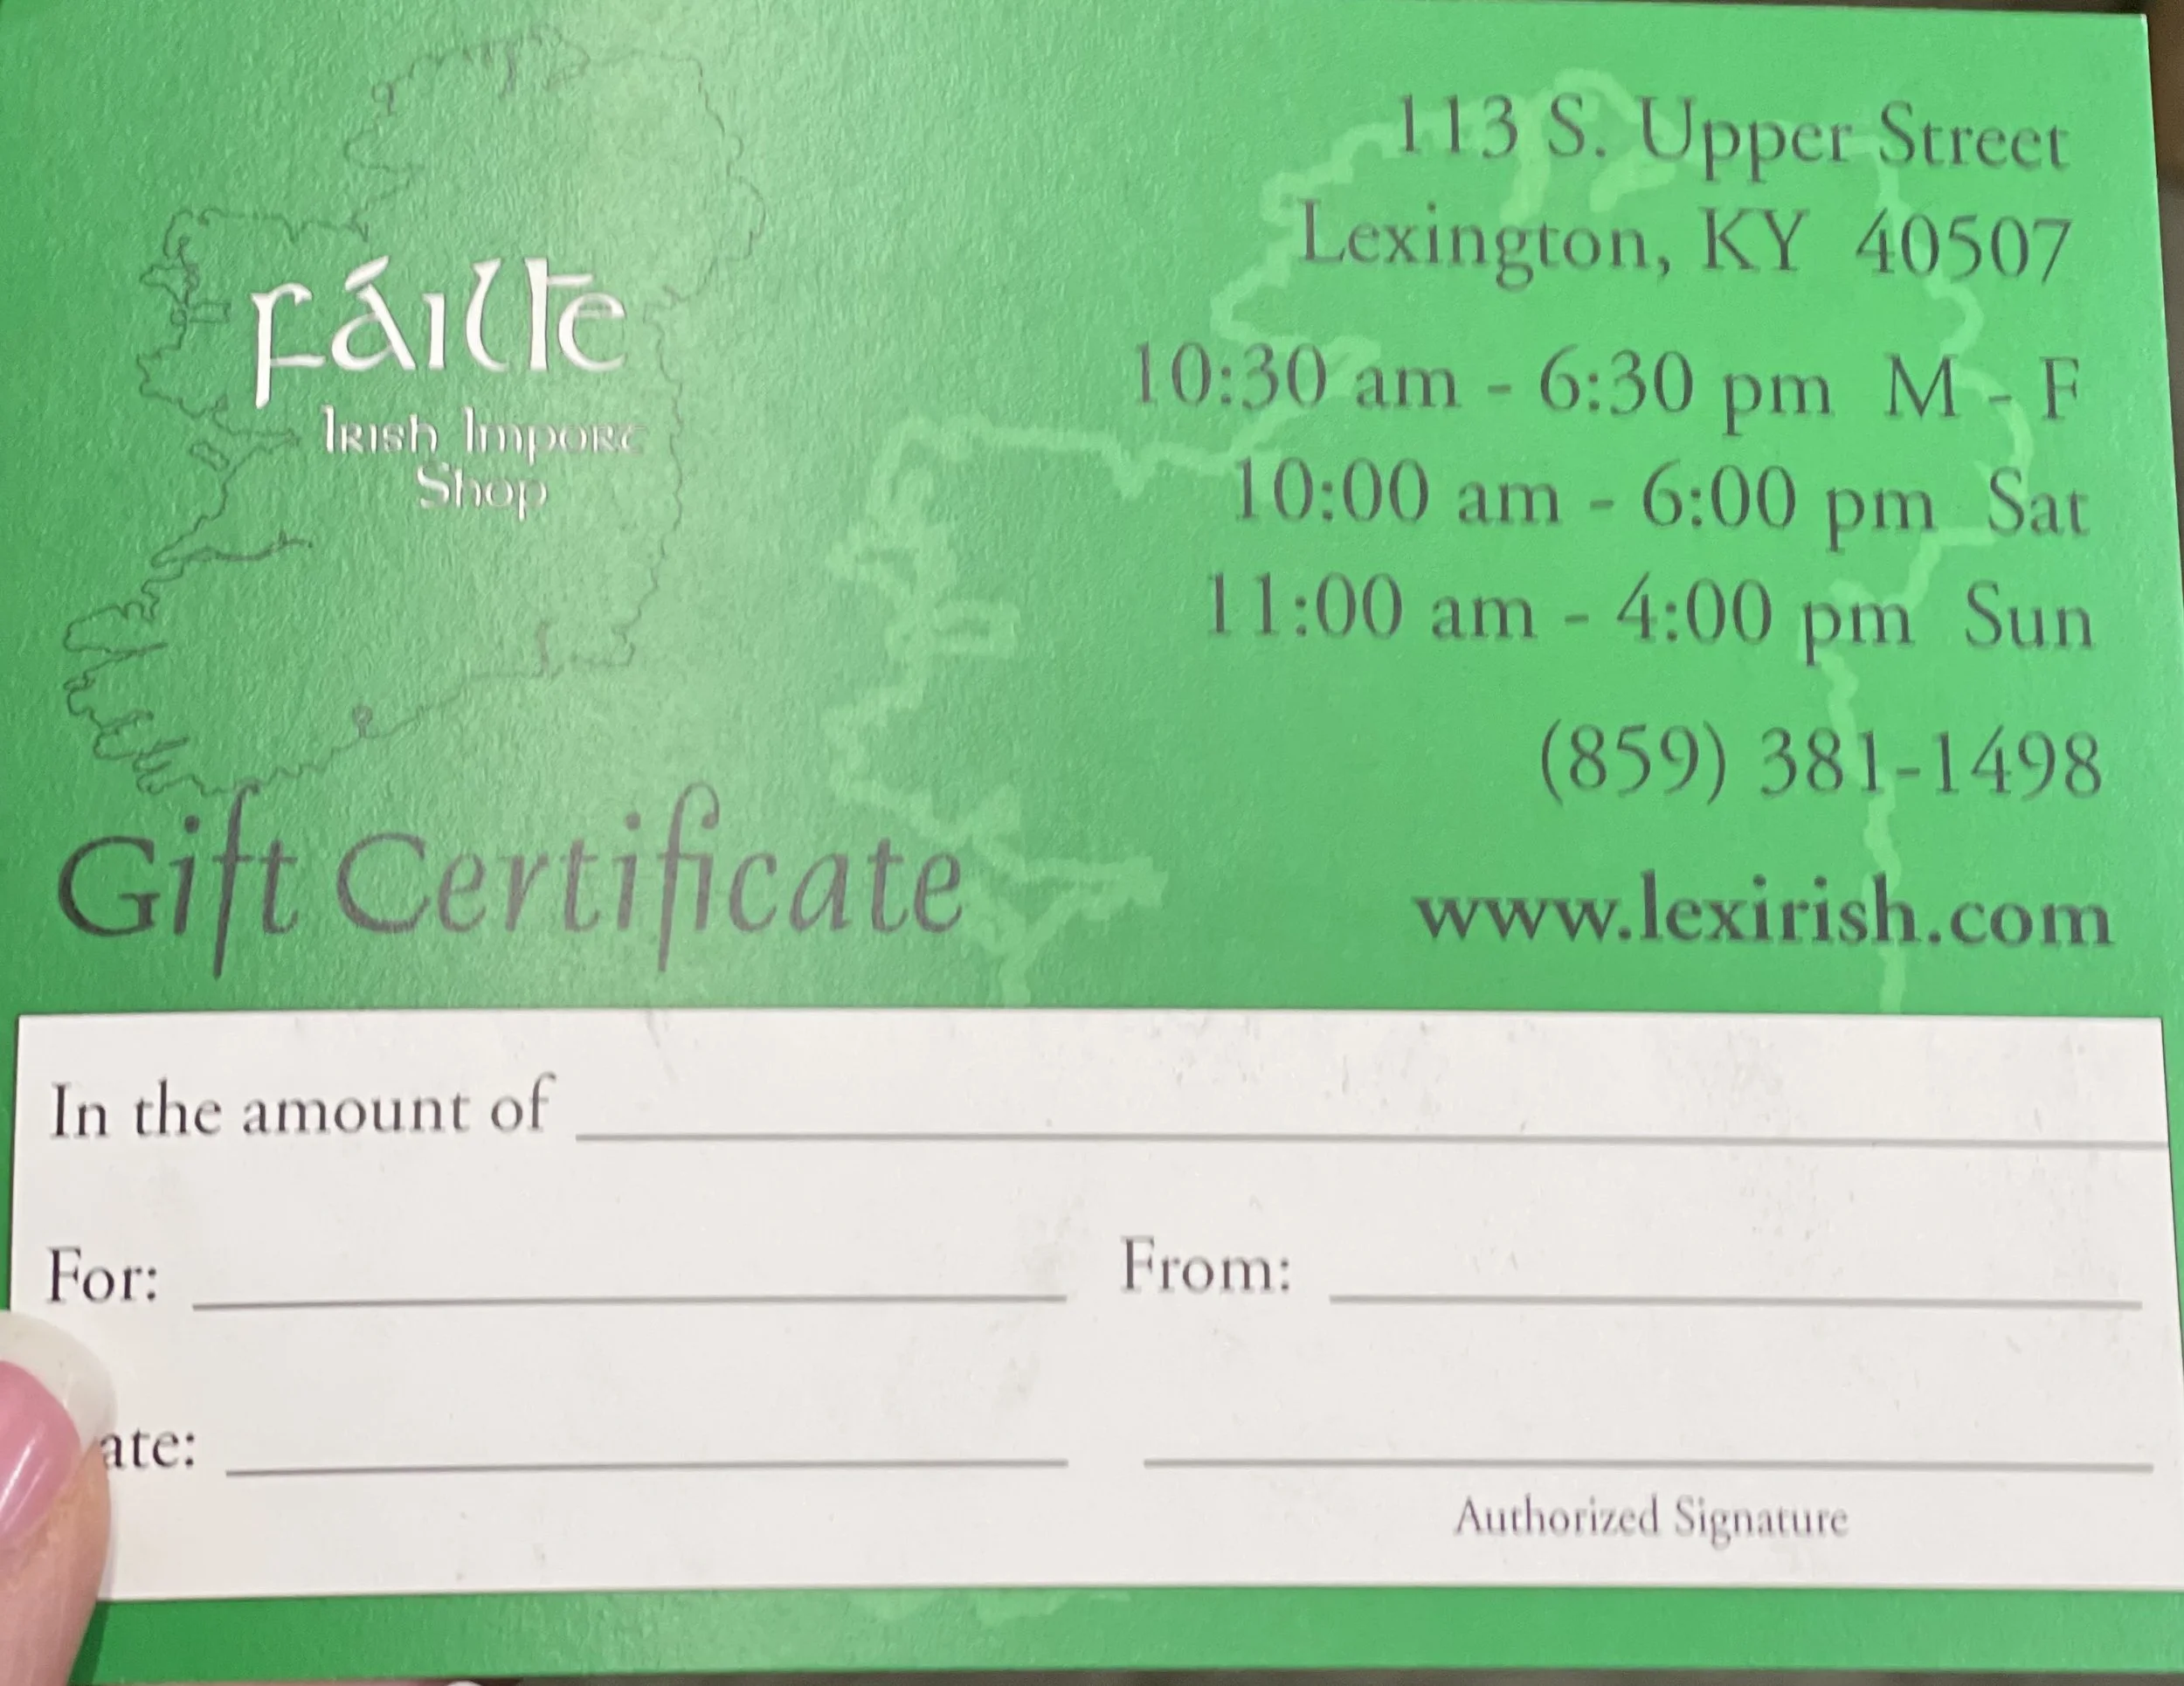 Fáilte
Irish Import
Shop
113 S. Upper Street
Lexington, KY 40507
10:30 am - 6:30 pm M - F
10:00 am - 6:00 pm Sat
11:00 am - 4:00 pm Sun
(859) 381-1498
www.lexirish.com
Gift Certificate
In the amount of
For:
From:
ate:
Authorized Signature